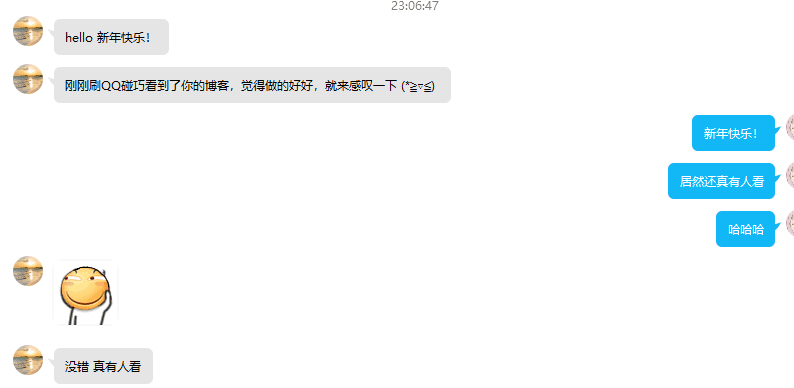 23:06:47
hello 新年快乐！
刚刚刷QQ碰巧看到了你的博客，觉得做的好好，就来感叹一下 (*≧▽≦)
新年快乐！
居然还真有人看
哈哈哈
没错 真有人看